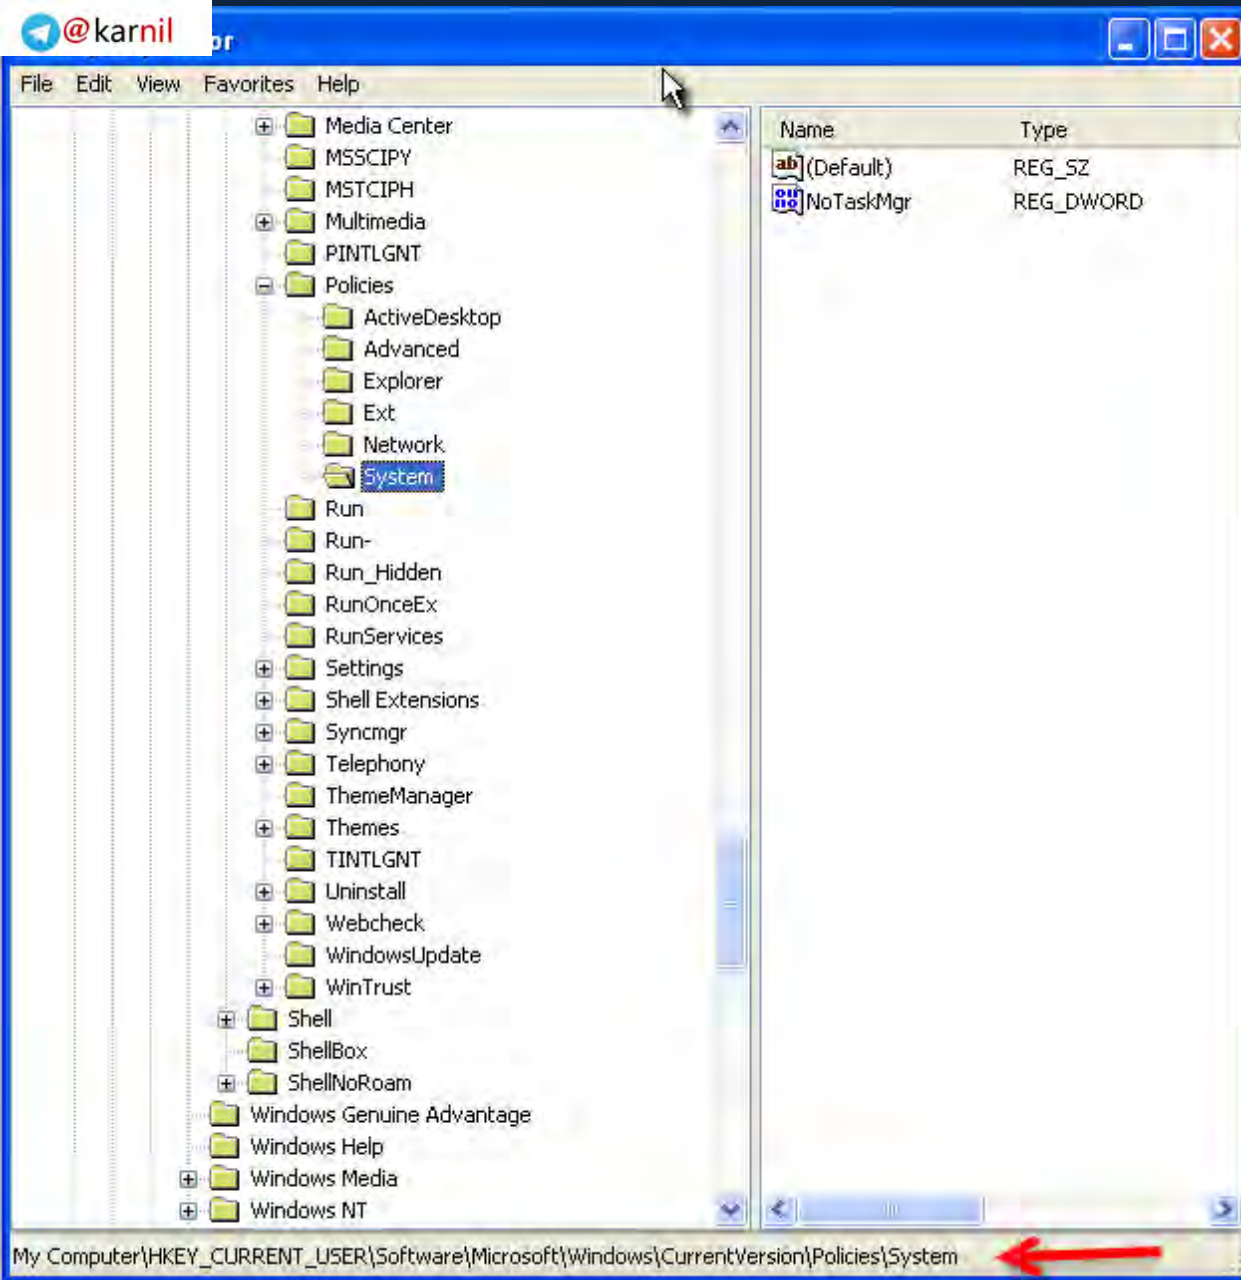 @karnil
or
File Edit View Favorites Help
Name Type
(Default) REG_SZ
NoTaskMgr REG_DWORD
Media Center
MSSCIPY
MSTCIPH
Multimedia
PINTLGNT
Policies
ActiveDesktop
Advanced
Explorer
Ext
Network
System
Run
Run-
Run_Hidden
RunOnceEx
RunServices
Settings
Shell Extensions
Syncmgr
Telephony
ThemeManager
Themes
TINTLGNT
Uninstall
Webcheck
WindowsUpdate
WinTrust
Shell
ShellBox
ShellNoRoam
Windows Genuine Advantage
Windows Help
Windows Media
Windows NT
My Computer\HKEY_CURRENT_USER\Software\Microsoft\Windows\CurrentVersion\Policies\System